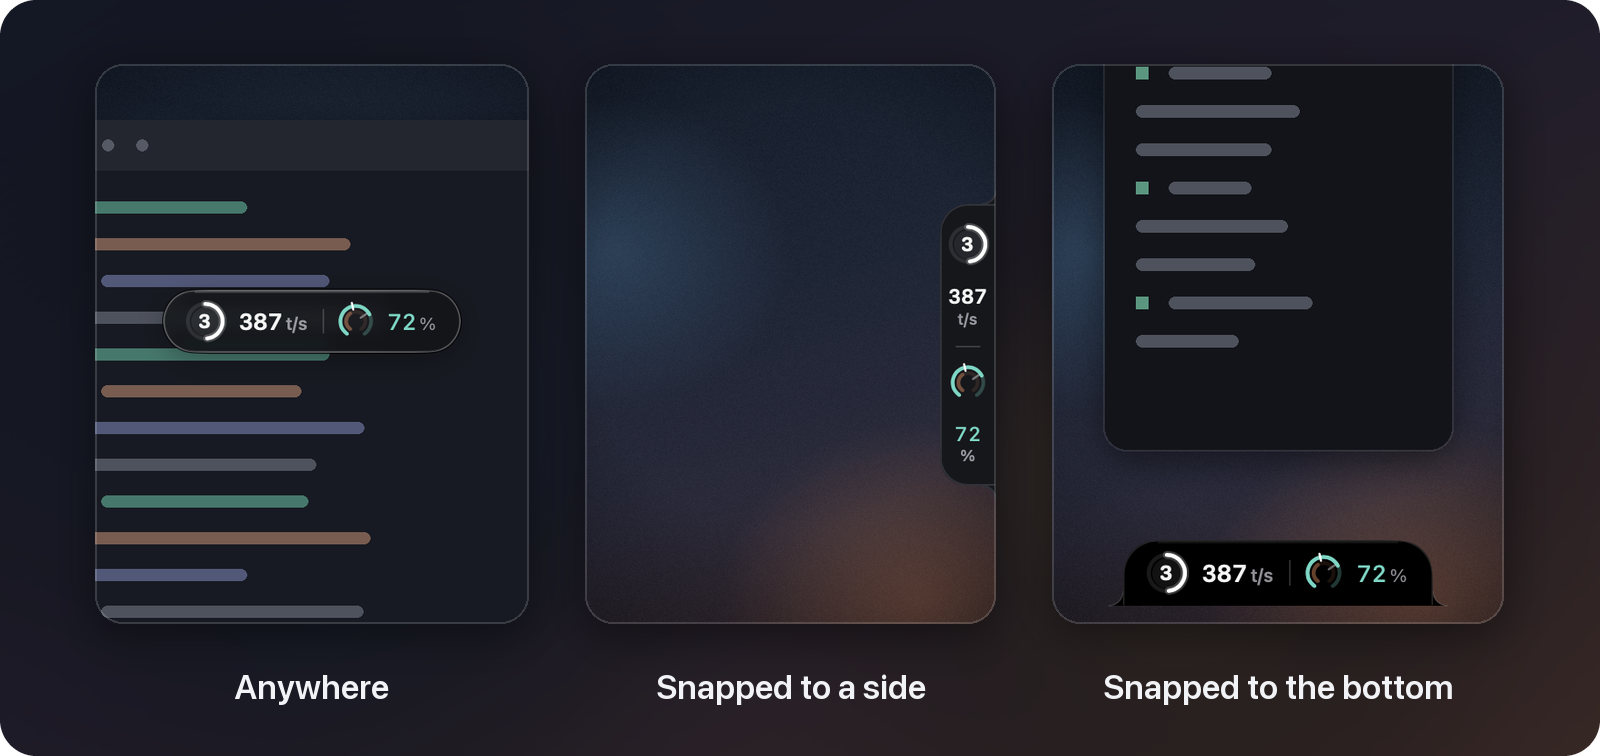 3 387 t/s 72 %
Anywhere
3
387
t/s
72
%
Snapped to a side
3 387 t/s 72 %
Snapped to the bottom